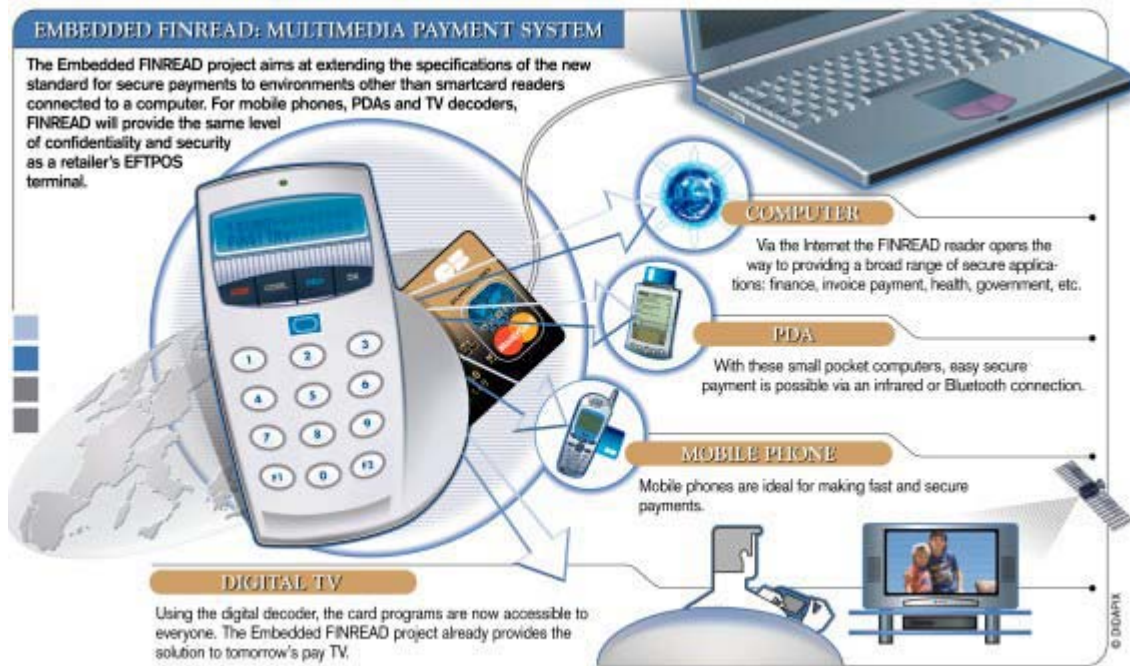 EMBEDDED FINREAD: MULTIMEDIA PAYMENT SYSTEM
The Embedded FINREAD project aims at extending the specifications of the new
standard for secure payments to environments other than smartcard readers
connected to a computer. For mobile phones, PDAs and TV decoders,
FINREAD will provide the same level
of confidentiality and security
as a retailer's EFTPOS
terminal.
COMPUTER
Via the Internet the FINREAD reader opens the
way to providing a broad range of secure applica-
tions: finance, invoice payment, health, government, etc.
PDA
With these small pocket computers, easy secure
payment is possible via an infrared or Bluetooth connection.
MOBILE PHONE
Mobile phones are ideal for making fast and secure
payments.
DIGITAL TV
Using the digital decoder, the card programs are now accessible to
everyone. The Embedded FINREAD project already provides the
solution to tomorrow's pay TV.
1 2 3
4 5 6
7 8 9
F1 0 F2
MasterCard
© DIDAPIX